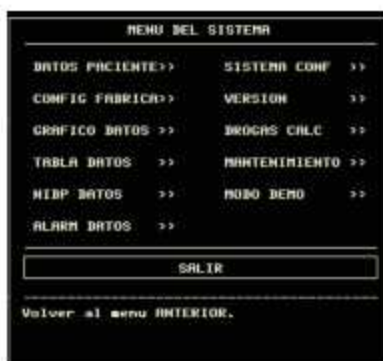 MENU DEL SISTEMA
DATOS PACIENTE>> SISTEMA CONF >>
CONFIG FABRICA>> VERSION >>
GRAFICO DATOS >> DROGAS CALC >>
TABLA DATOS >> MANTENIMIENTO >>
NIBP DATOS >> MODO DEMO >>
ALARM DATOS >>
SALIR
Volver al menu ANTERIOR.